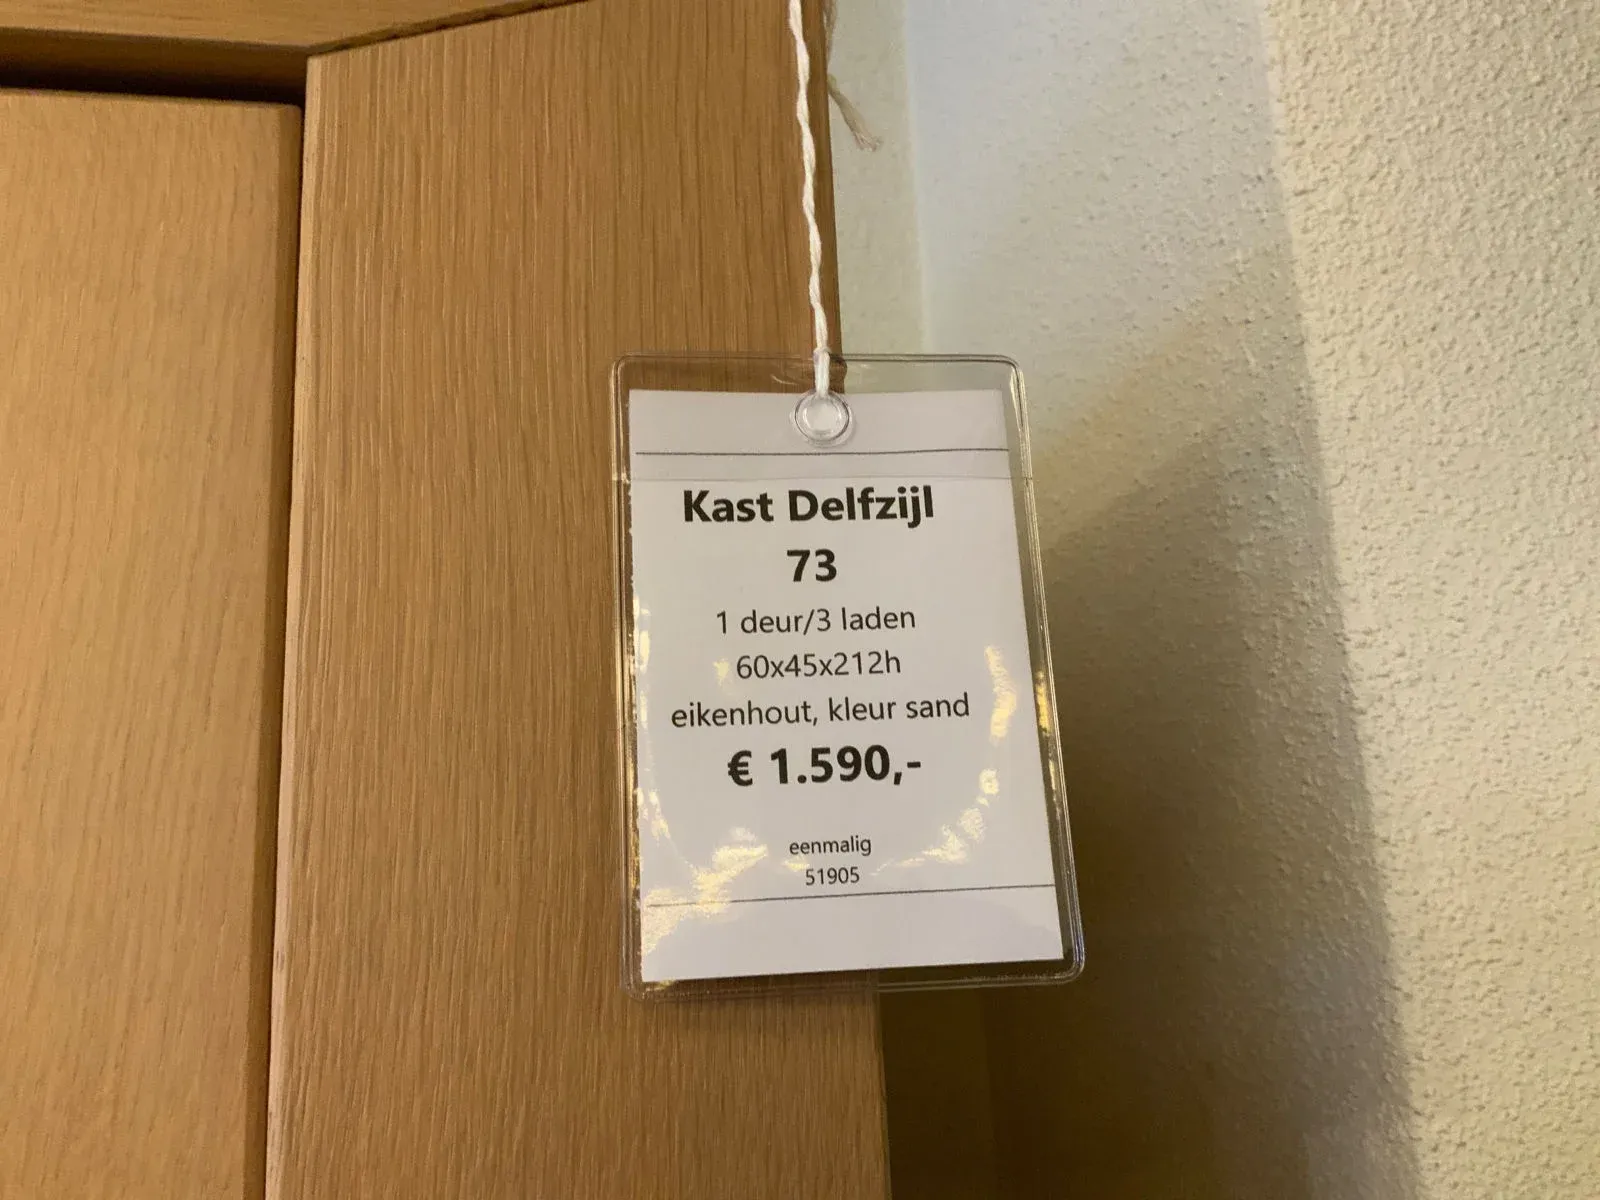 Kast Delfzijl
73
1 deur/3 laden
60x45x212h
eikenhout, kleur sand
€ 1.590,-
eenmalig
51905